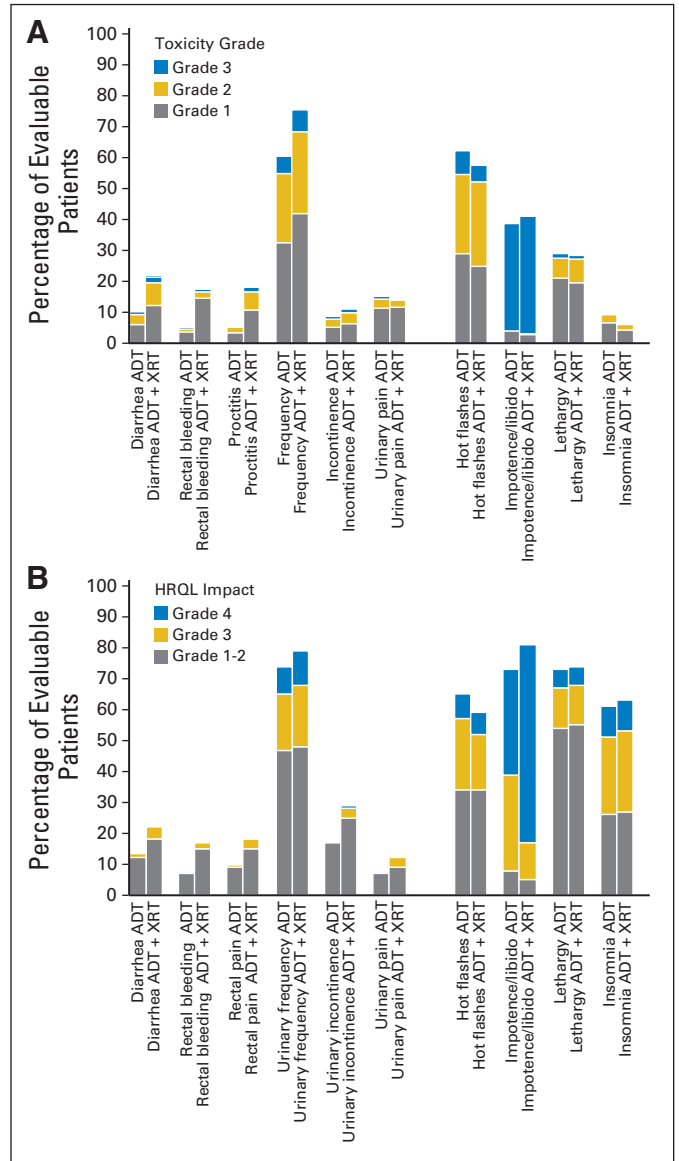 A
Percentage of Evaluable
Patients
100
90
80
70
60
50
40
30
20
10
0
Toxicity Grade
Grade 3
Grade 2
Grade 1
Diarrhea ADT
Diarrhea ADT + XRT
Rectal bleeding ADT
Rectal bleeding ADT + XRT
Proctitis ADT
Proctitis ADT + XRT
Frequency ADT
Frequency ADT + XRT
Incontinence ADT
Incontinence ADT + XRT
Urinary pain ADT
Urinary pain ADT + XRT
Hot flashes ADT
Hot flashes ADT + XRT
Impotence/libido ADT
Impotence/libido ADT + XRT
Lethargy ADT
Lethargy ADT + XRT
Insomnia ADT
Insomnia ADT + XRT
B
Percentage of Evaluable
Patients
100
90
80
70
60
50
40
30
20
10
0
HRQL Impact
Grade 4
Grade 3
Grade 1-2
Diarrhea ADT
Diarrhea ADT + XRT
Rectal bleeding ADT
Rectal bleeding ADT + XRT
Rectal pain ADT
Rectal pain ADT + XRT
Urinary frequency ADT
Urinary frequency ADT + XRT
Urinary incontinence ADT
Urinary incontinence ADT + XRT
Urinary pain ADT
Urinary pain ADT + XRT
Hot flashes ADT
Hot flashes ADT + XRT
Impotence/libido ADT
Impotence/libido ADT + XRT
Lethargy ADT
Lethargy ADT + XRT
Insomnia ADT
Insomnia ADT + XRT